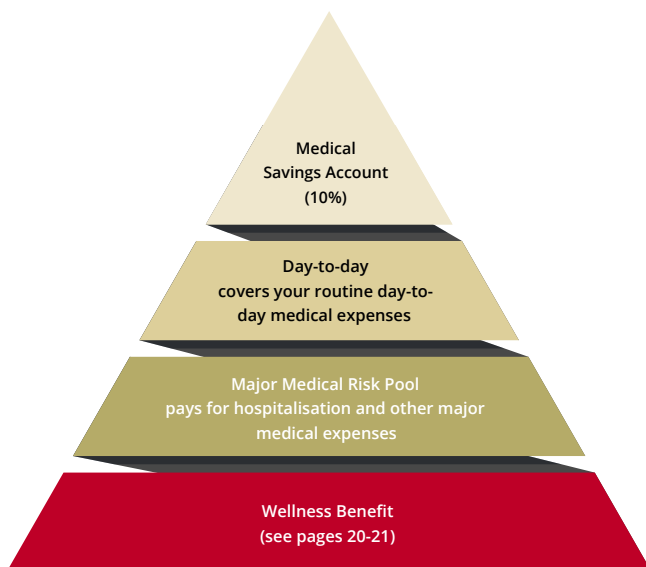 Medical
Savings Account
(10%)
Day-to-day
covers your routine day-to-
day medical expenses
Major Medical Risk Pool
pays for hospitalisation and other major
medical expenses
Wellness Benefit
(see pages 20-21)